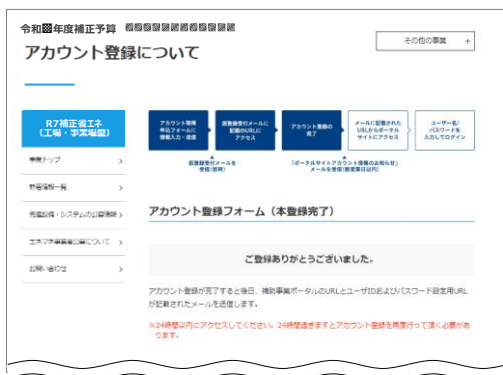 令和 年度補正予算
アカウント登録について
その他の事業 +
R7補正省エネ
(工場・事業場型)
事業トップ >
新着情報一覧 >
先進設備・システムの公募情報 >
エネマネ事業者公募について >
お問い合わせ >
アカウント取得
申込フォームに
情報入力・送信
仮登録受付メールに
記載のURLに
アクセス
アカウント登録の
完了
メールに記載された
URLからポータル
サイトにアクセス
ユーザー名/
パスワードを
入力してログイン
仮登録受付メールを
受信(即時)
「ポータルサイトアカウント情報のお知らせ」
メールを受信(数営業日以内)
アカウント登録フォーム(本登録完了)
ご登録ありがとうございました。
アカウント登録が完了すると後日、補助事業ポータルのURLとユーザIDおよびパスワード設定用URL
が記載されたメールを送信します。
※24時間以内にアクセスしてください。24時間過ぎますとアカウント登録を再度行って頂く必要があ
ります。